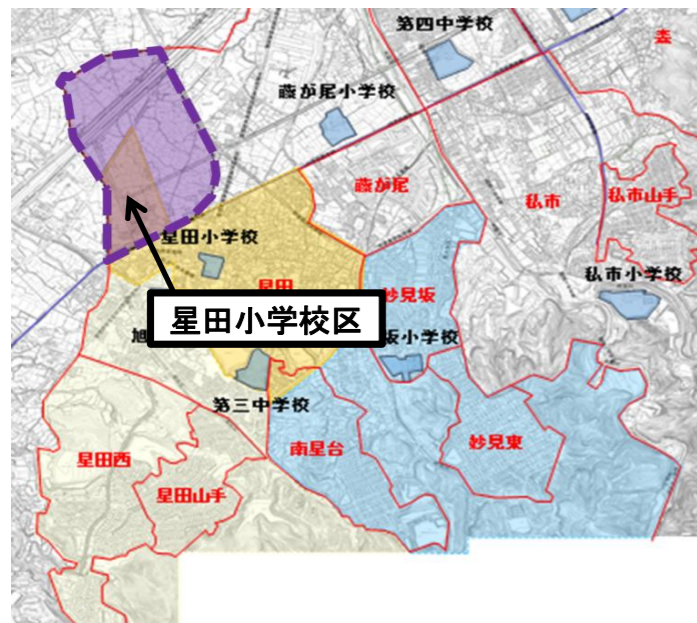 第四中学校
藤が尾小学校
藤が尾
私市
私市山手
星田小学校
星田
妙見坂
私市小学校
星田小学校区
旭
坂小学校
第三中学校
南星台
妙見東
星田西
星田山手